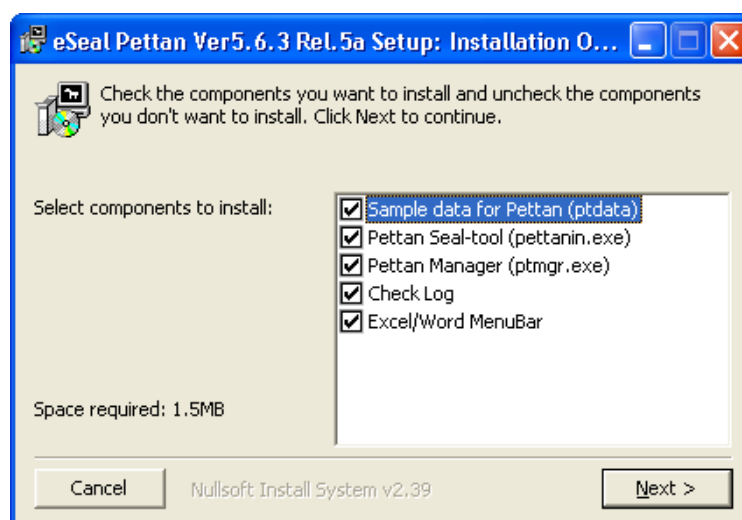 eSeal Pettan Ver5.6.3 Rel.5a Setup: Installation O...
Check the components you want to install and uncheck the components
you don't want to install. Click Next to continue.
Select components to install:
Sample data for Pettan (ptdata)
Pettan Seal-tool (pettanin.exe)
Pettan Manager (ptmgr.exe)
Check Log
Excel/Word MenuBar
Space required: 1.5MB
Cancel
Nullsoft Install System v2.39
Next >